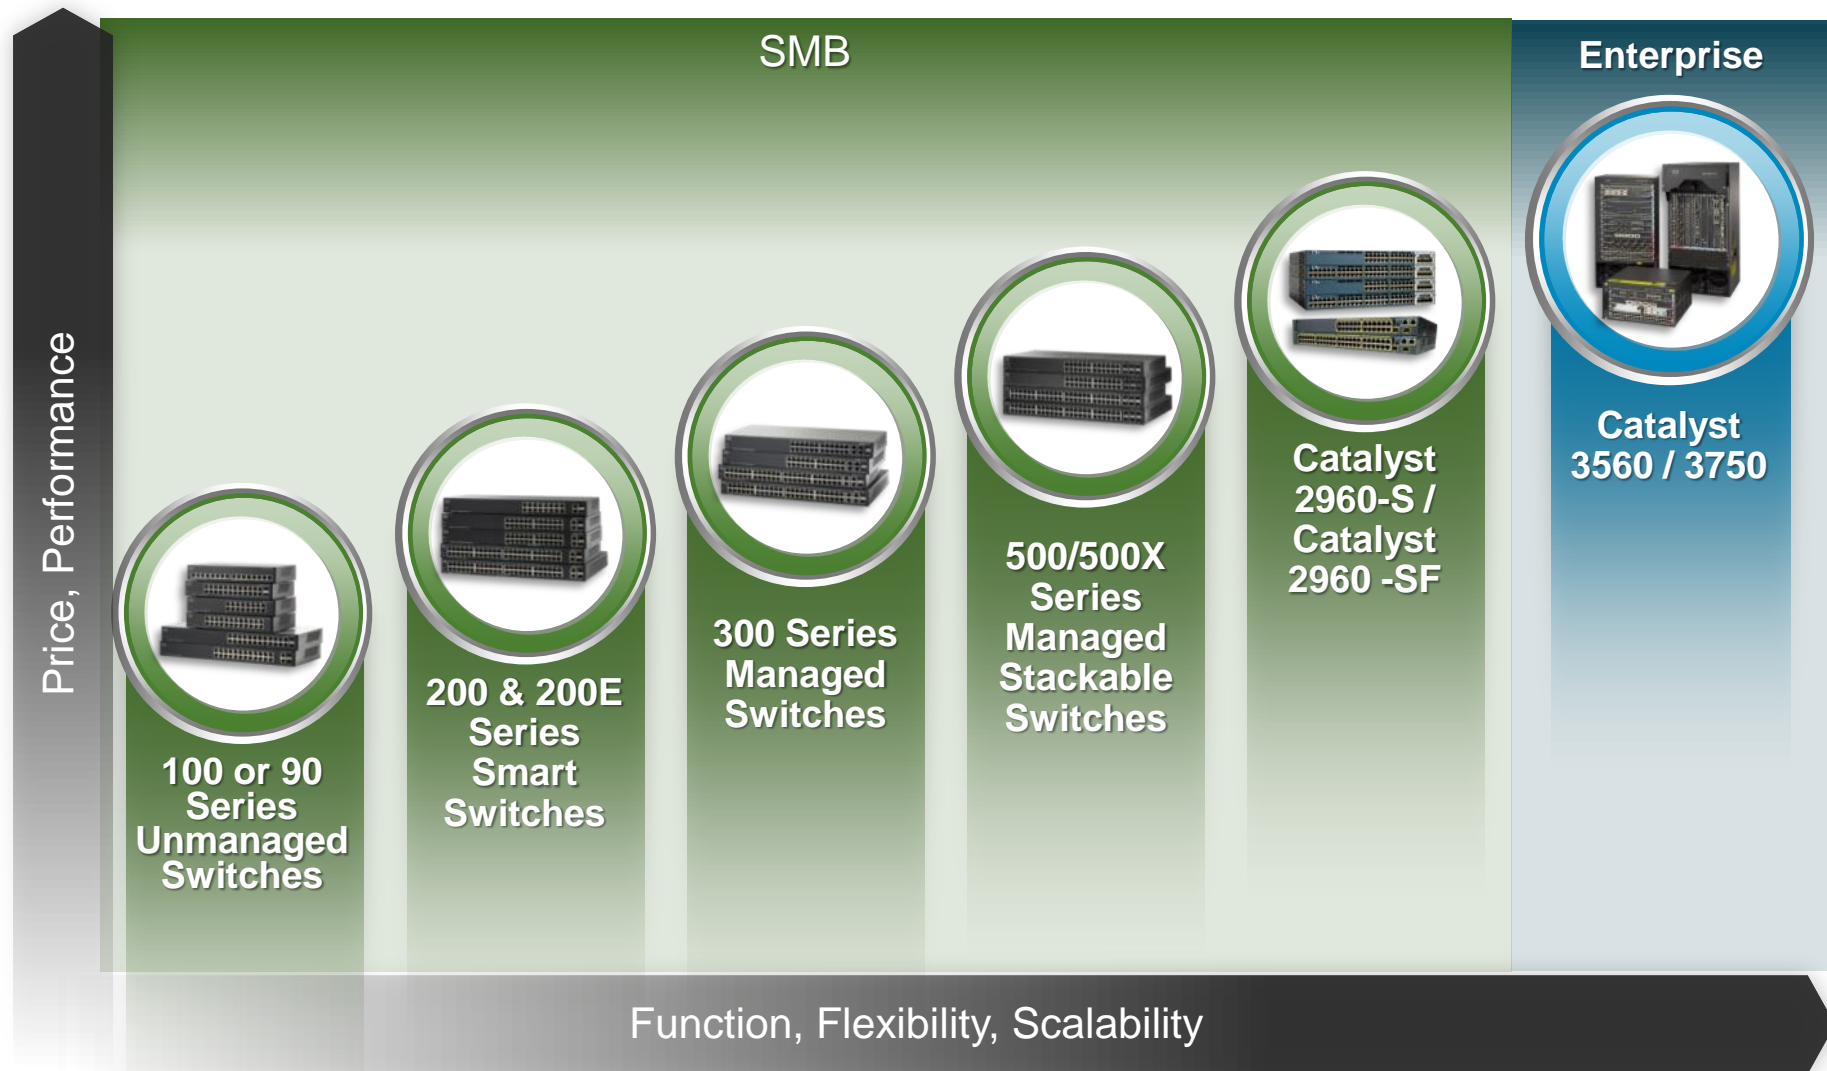 SMB
Enterprise
Price, Performance
100 or 90
Series
Unmanaged
Switches
200 & 200E
Series
Smart
Switches
300 Series
Managed
Switches
500/500X
Series
Managed
Stackable
Switches
Catalyst
2960-S /
Catalyst
2960 -SF
Catalyst
3560 / 3750
Function, Flexibility, Scalability